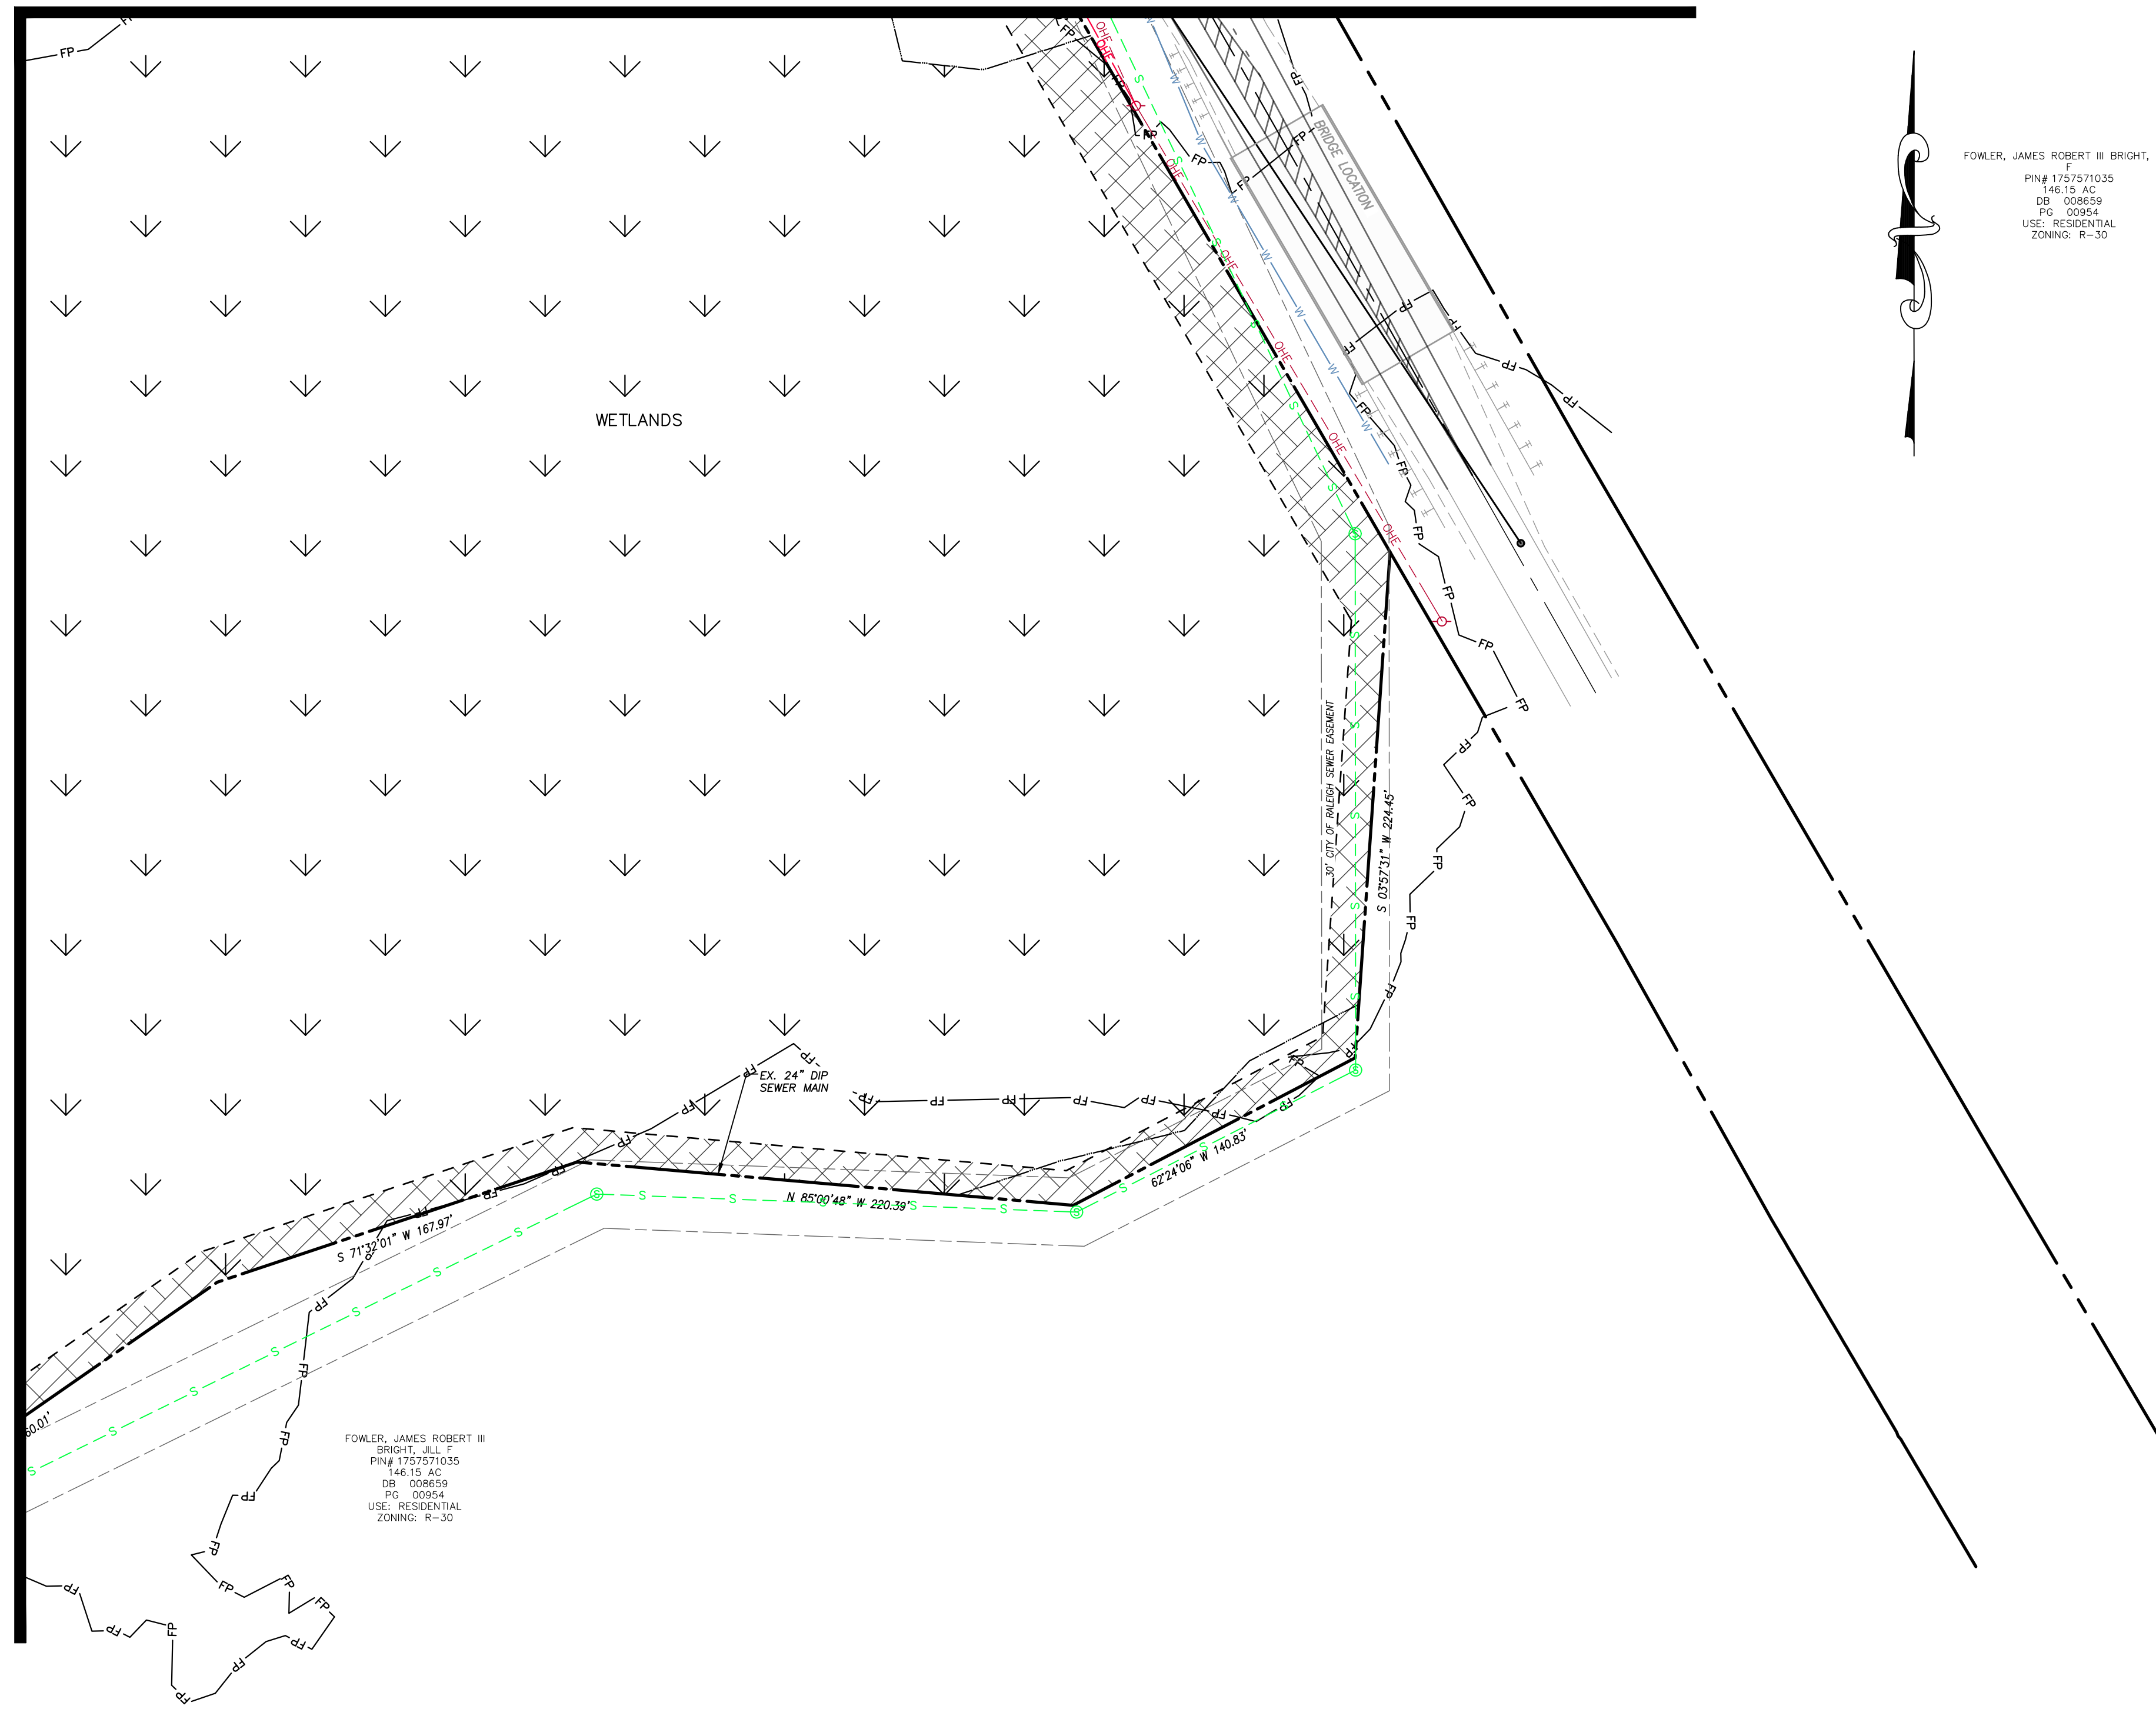 FOWLER, JAMES ROBERT III BRIGHT,
F
PIN# 1757571035
146.15 AC
DB 008659
PG 00954
USE: RESIDENTIAL
ZONING: R-30
BRIDGE LOCATION
WETLANDS
30' CITY OF RALEIGH SEWER EASEMENT
S 03°57'31" W 224.45'
EX. 24" DIP
SEWER MAIN
62°24'06" W 140.83'
N 85°00'48" W 220.39'
S 71°32'01" W 167.97'
60.01'
FOWLER, JAMES ROBERT III
BRIGHT, JILL F
PIN# 1757571035
146.15 AC
DB 008659
PG 00954
USE: RESIDENTIAL
ZONING: R-30
FP
OHE
S
W